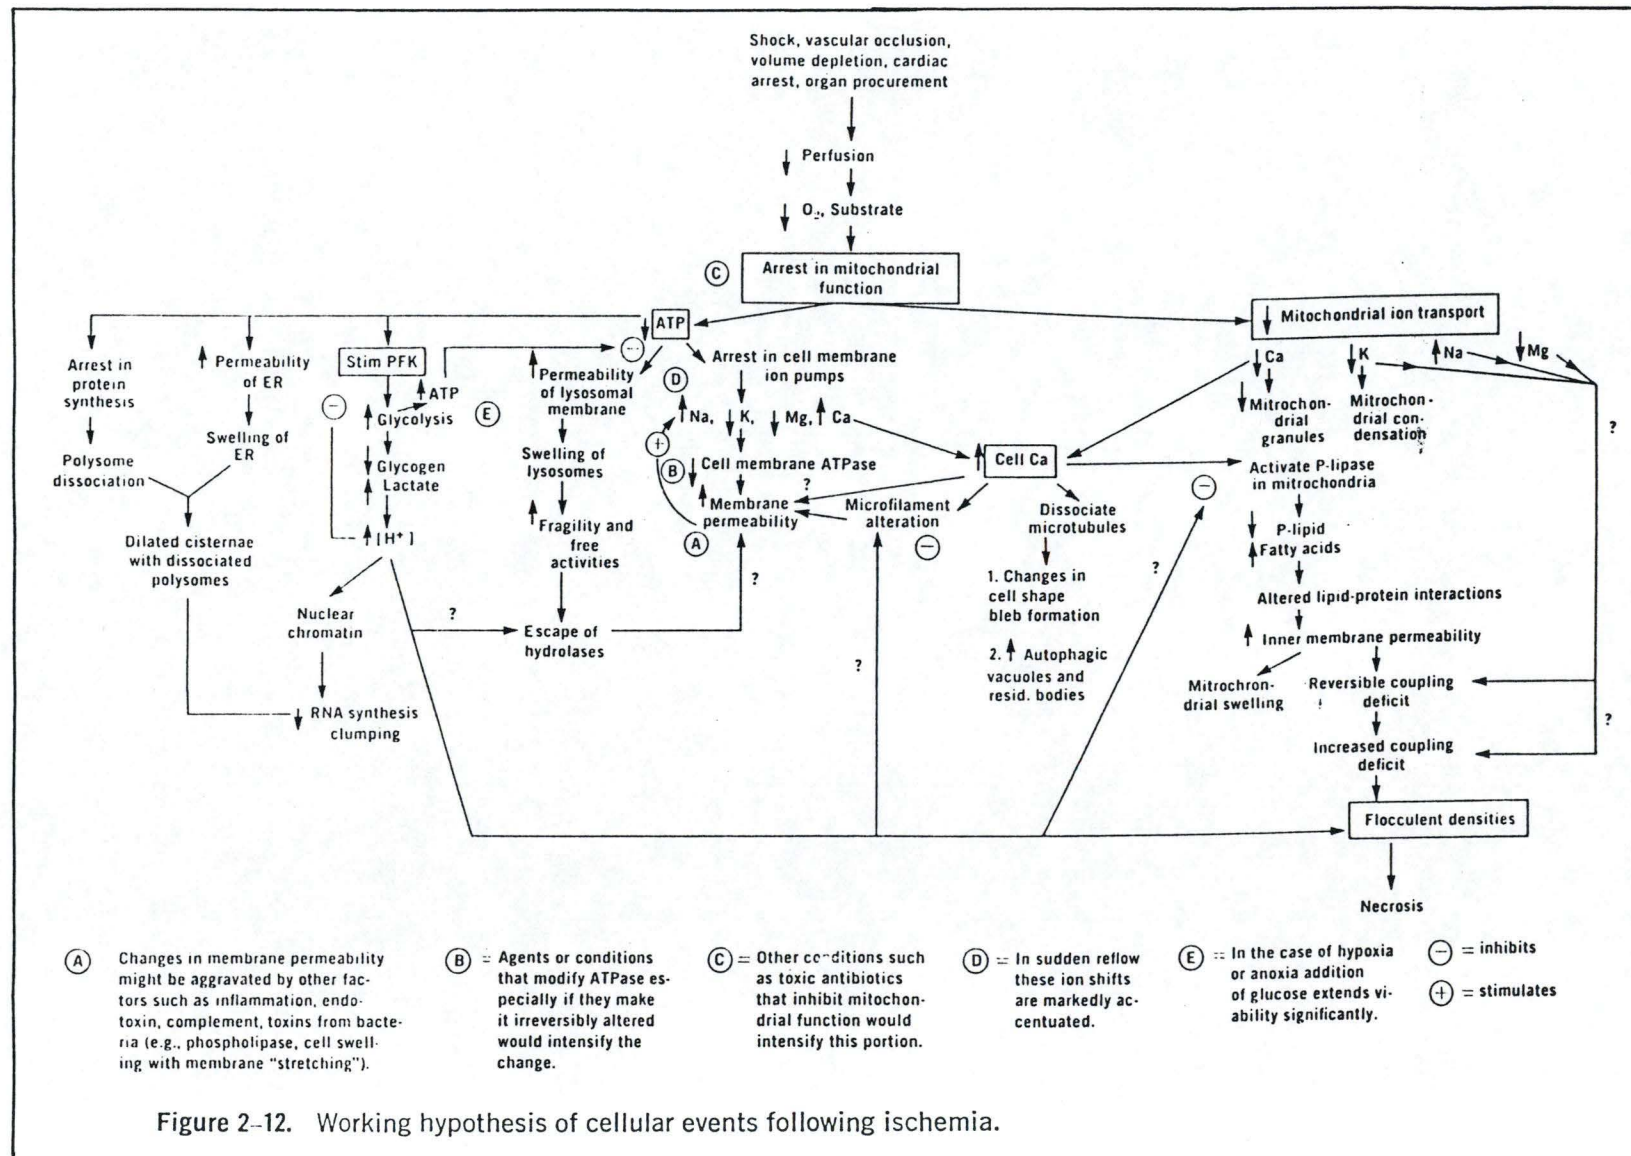 Shock, vascular occlusion,
volume depletion, cardiac
arrest, organ procurement
↓ Perfusion
↓ O₂, Substrate
C
Arrest in mitochondrial
function
ATP
↓ Mitochondrial ion transport
Arrest in
protein
synthesis
Polysome
dissociation
↑ Permeability
of ER
Swelling of
ER
Dilated cisternae
with dissociated
polysomes
Stim PFK
↑ ATP
−
↑ Glycolysis
↓ Glycogen
↑ Lactate
↑ [H⁺]
Nuclear
chromatin
↓ RNA synthesis
clumping
E
−
↑ Permeability
of lysosomal
membrane
Swelling of
lysosomes
↑ Fragility and
free
activities
?
Escape of
hydrolases
Arrest in cell membrane
ion pumps
D
↑ Na, ↓ K, ↓ Mg, ↑ Ca
+
B
↓ Cell membrane ATPase
?
↑ Membrane
permeability
A
?
Microfilament
alteration
−
?
↑ Cell Ca
Dissociate
microtubules
1. Changes in
cell shape
bleb formation
2. ↑ Autophagic
vacuoles and
resid. bodies
↓ Ca
↓ K
↑ Na
↓ Mg
↓ Mitrochon-
drial
granules
Mitrochon-
drial con-
densation
?
−
?
Activate P-lipase
in mitochondria
↓ P-lipid
↑ Fatty acids
Altered lipid-protein interactions
↑ Inner membrane permeability
Mitrochron-
drial swelling
Reversible coupling
deficit
?
Increased coupling
deficit
Flocculent densities
Necrosis
A Changes in membrane permeability
might be aggravated by other fac-
tors such as inflammation, endo-
toxin, complement, toxins from bacte-
ria (e.g., phospholipase, cell swell-
ing with membrane "stretching").
B = Agents or conditions
that modify ATPase es-
pecially if they make
it irreversibly altered
would intensify the
change.
C = Other conditions such
as toxic antibiotics
that inhibit mitochon-
drial function would
intensify this portion.
D = In sudden reflow
these ion shifts
are markedly ac-
centuated.
E = In the case of hypoxia
or anoxia addition
of glucose extends vi-
ability significantly.
− = inhibits
+ = stimulates
Figure 2–12. Working hypothesis of cellular events following ischemia.